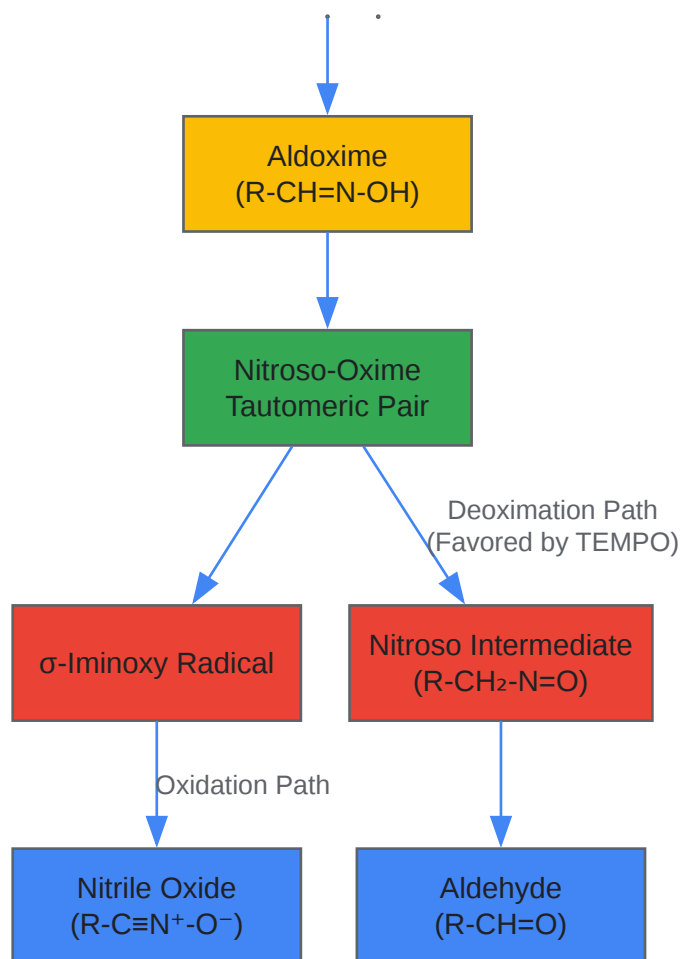 Aldoxime
(R-CH=N-OH)
Nitroso-Oxime
Tautomeric Pair
Deoximation Path
(Favored by TEMPO)
σ-Iminoxy Radical
Nitroso Intermediate
(R-CH₂-N=O)
Oxidation Path
Nitrile Oxide
(R-C≡N⁺-O⁻)
Aldehyde
(R-CH=O)